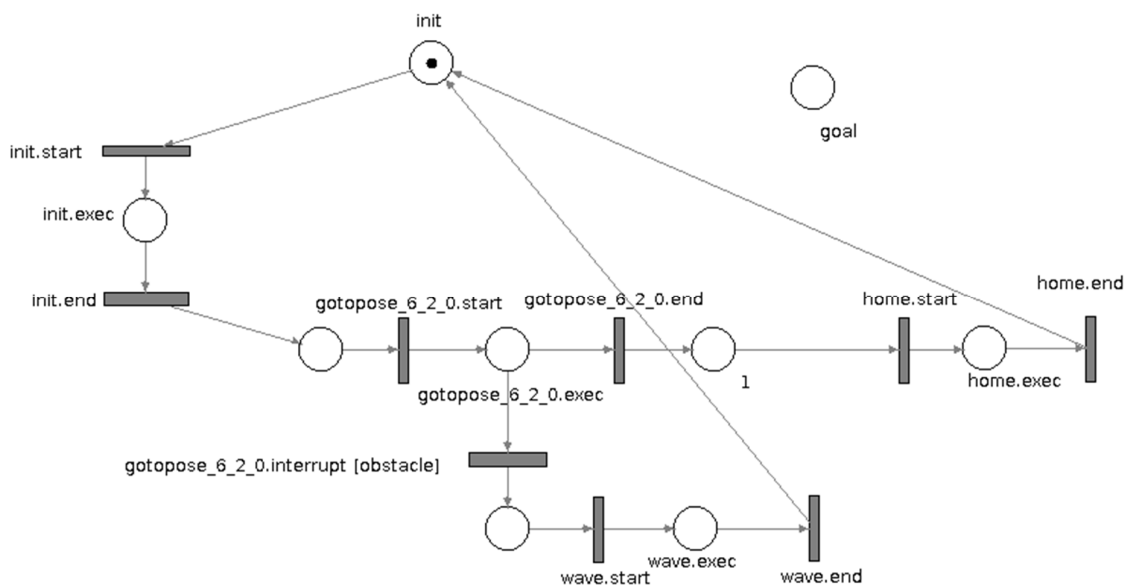 init
goal
init.start
init.exec
init.end
gotopose_6_2_0.start
gotopose_6_2_0.end
home.start
home.end
gotopose_6_2_0.exec
1
home.exec
gotopose_6_2_0.interrupt [obstacle]
wave.start
wave.exec
wave.end